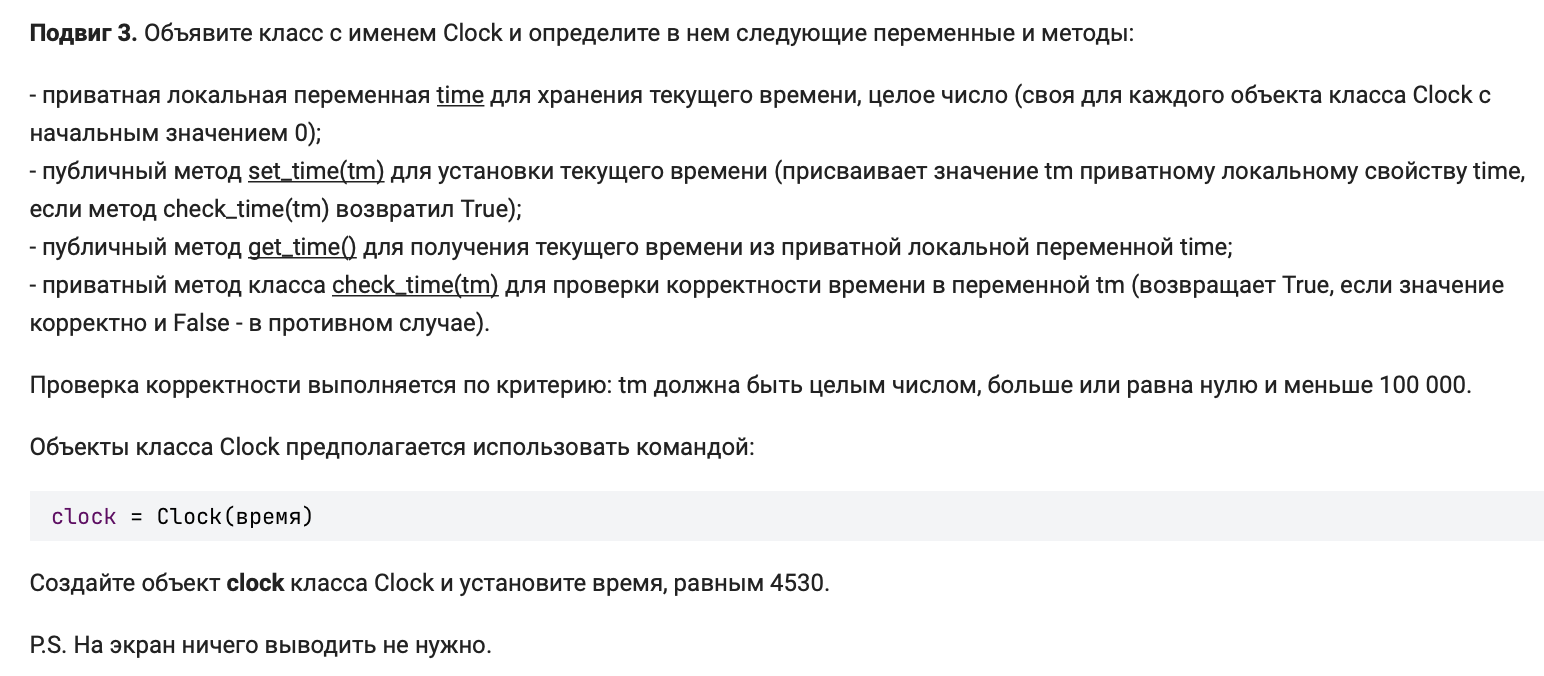 Подвиг 3. Объявите класс с именем Clock и определите в нем следующие переменные и методы:
- приватная локальная переменная time для хранения текущего времени, целое число (своя для каждого объекта класса Clock с
начальным значением 0);
- публичный метод set_time(tm) для установки текущего времени (присваивает значение tm приватному локальному свойству time,
если метод check_time(tm) возвратил True);
- публичный метод get_time() для получения текущего времени из приватной локальной переменной time;
- приватный метод класса check_time(tm) для проверки корректности времени в переменной tm (возвращает True, если значение
корректно и False - в противном случае).
Проверка корректности выполняется по критерию: tm должна быть целым числом, больше или равна нулю и меньше 100 000.
Объекты класса Clock предполагается использовать командой:
clock = Clock(время)
Создайте объект clock класса Clock и установите время, равным 4530.
P.S. На экран ничего выводить не нужно.